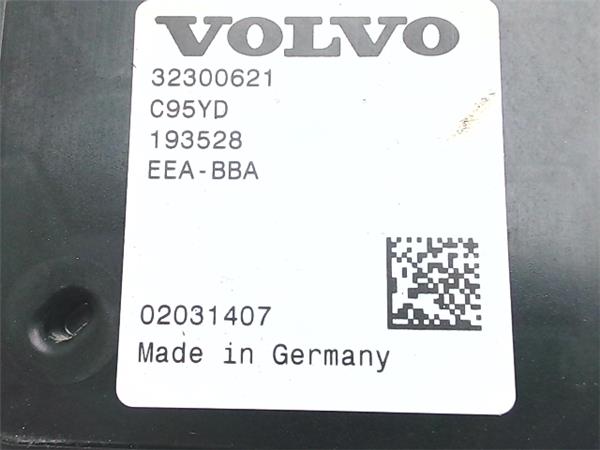 VOLVO
32300621
C95YD
193528
EEA-BBA
02031407
Made in Germany